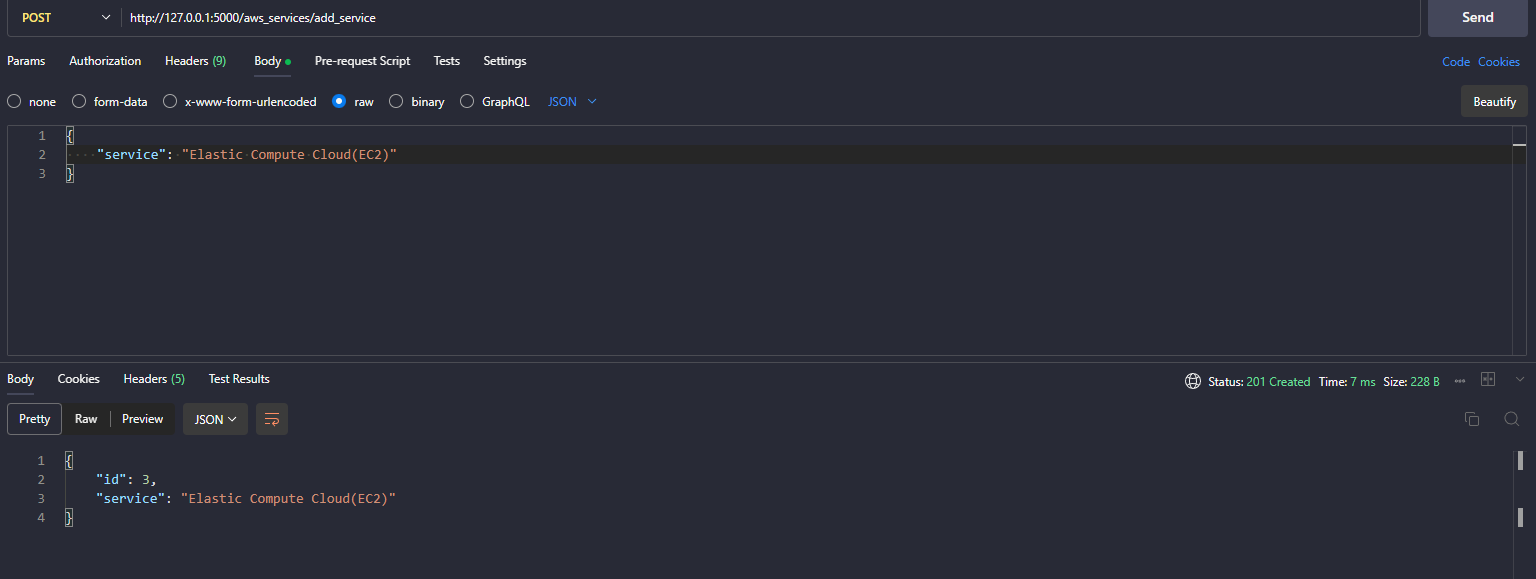 POST http://127.0.0.1:5000/aws_services/add_service Send
Params Authorization Headers (9) Body Pre-request Script Tests Settings Code Cookies
none form-data x-www-form-urlencoded raw binary GraphQL JSON Beautify
1 {
2 ····"service":·"Elastic·Compute·Cloud(EC2)"
3 }
Body Cookies Headers (5) Test Results Status: 201 Created Time: 7 ms Size: 228 B
Pretty Raw Preview JSON
1 {
2 "id": 3,
3 "service": "Elastic Compute Cloud(EC2)"
4 }